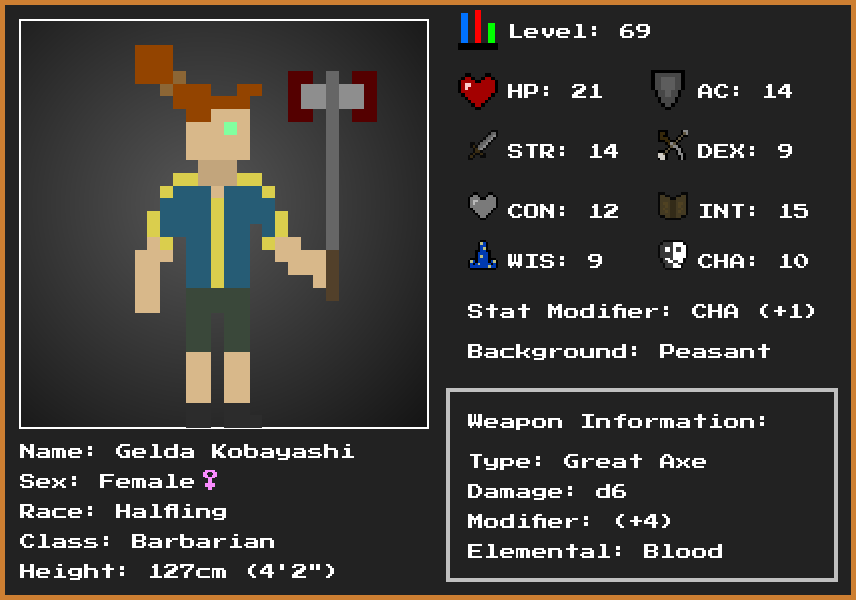 Level: 69
HP: 21 AC: 14
STR: 14 DEX: 9
CON: 12 INT: 15
WIS: 9 CHA: 10
Stat Modifier: CHA (+1)
Background: Peasant
Weapon Information:
Type: Great Axe
Damage: d6
Modifier: (+4)
Elemental: Blood
Name: Gelda Kobayashi
Sex: Female♀
Race: Halfling
Class: Barbarian
Height: 127cm (4'2")